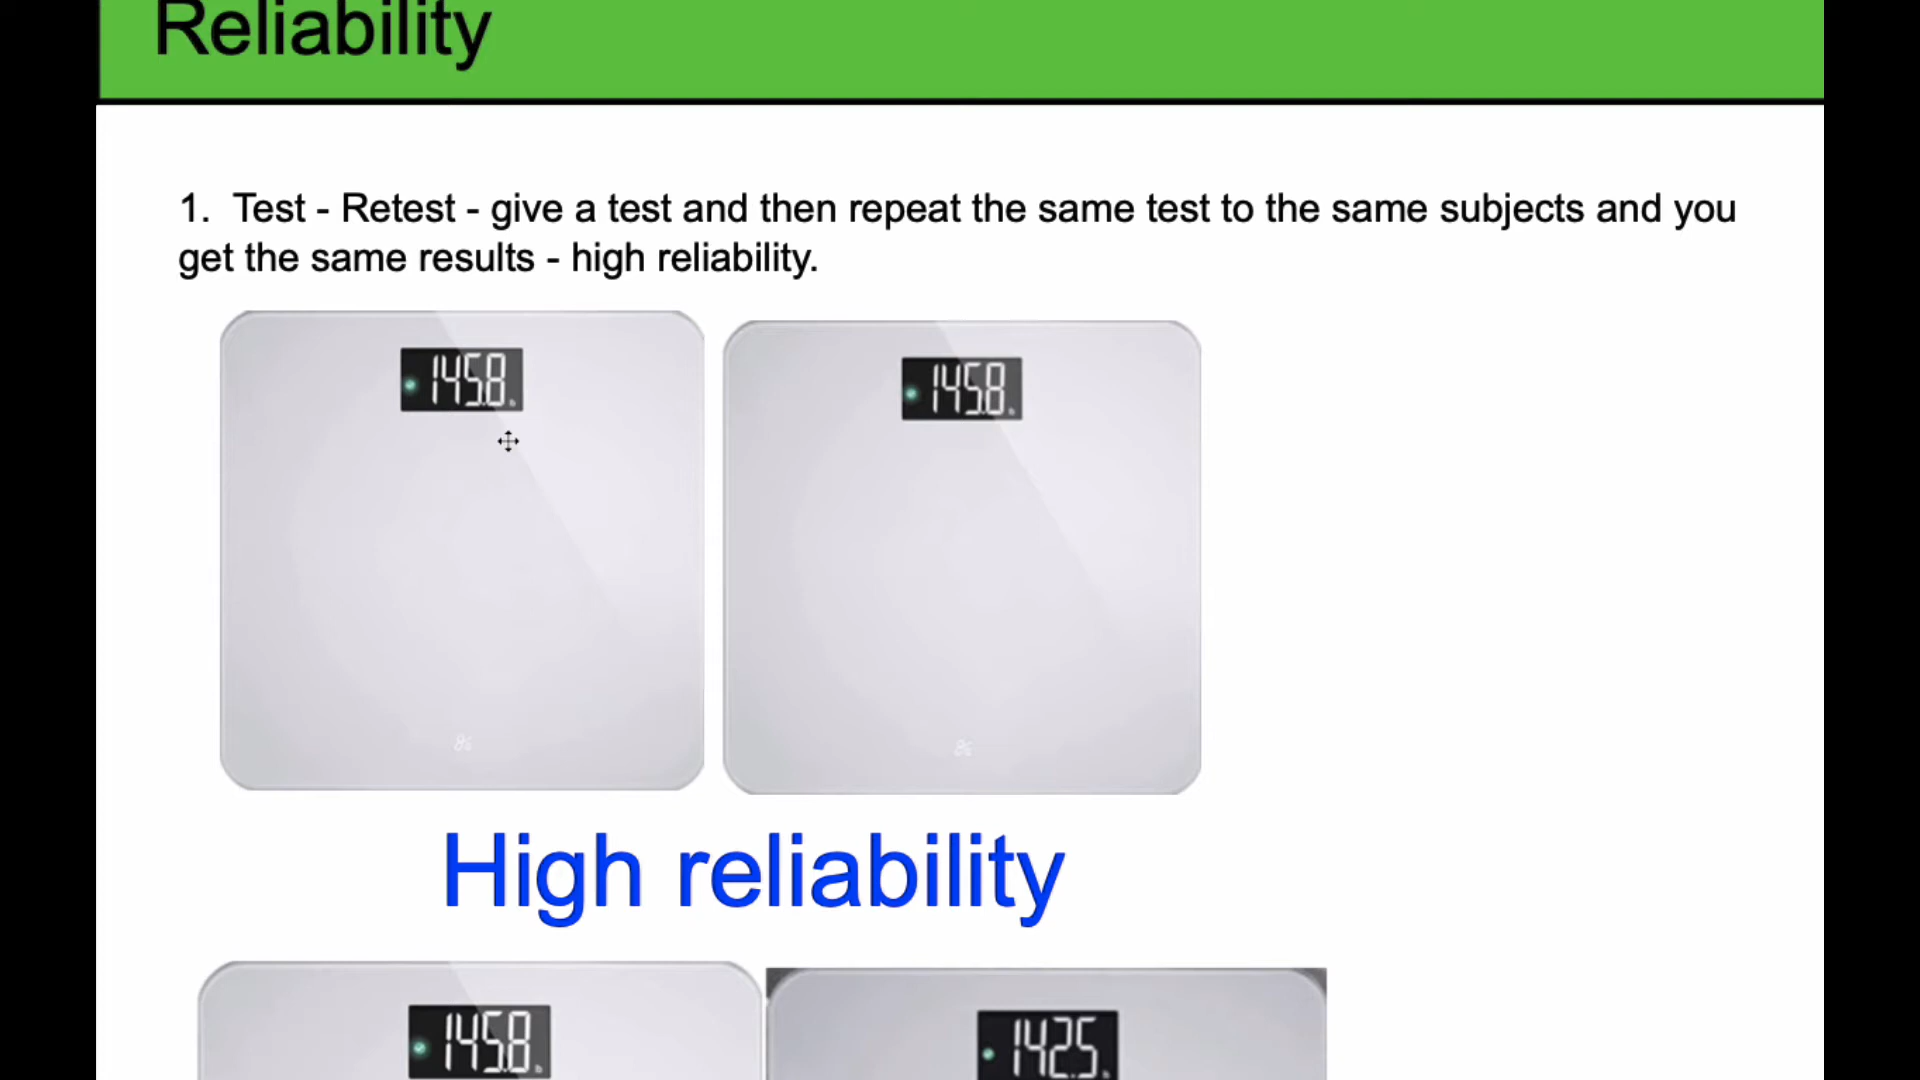 Reliability
1. Test - Retest - give a test and then repeat the same test to the same subjects and you
get the same results - high reliability.
145.8
145.8
High reliability
145.8
142.5